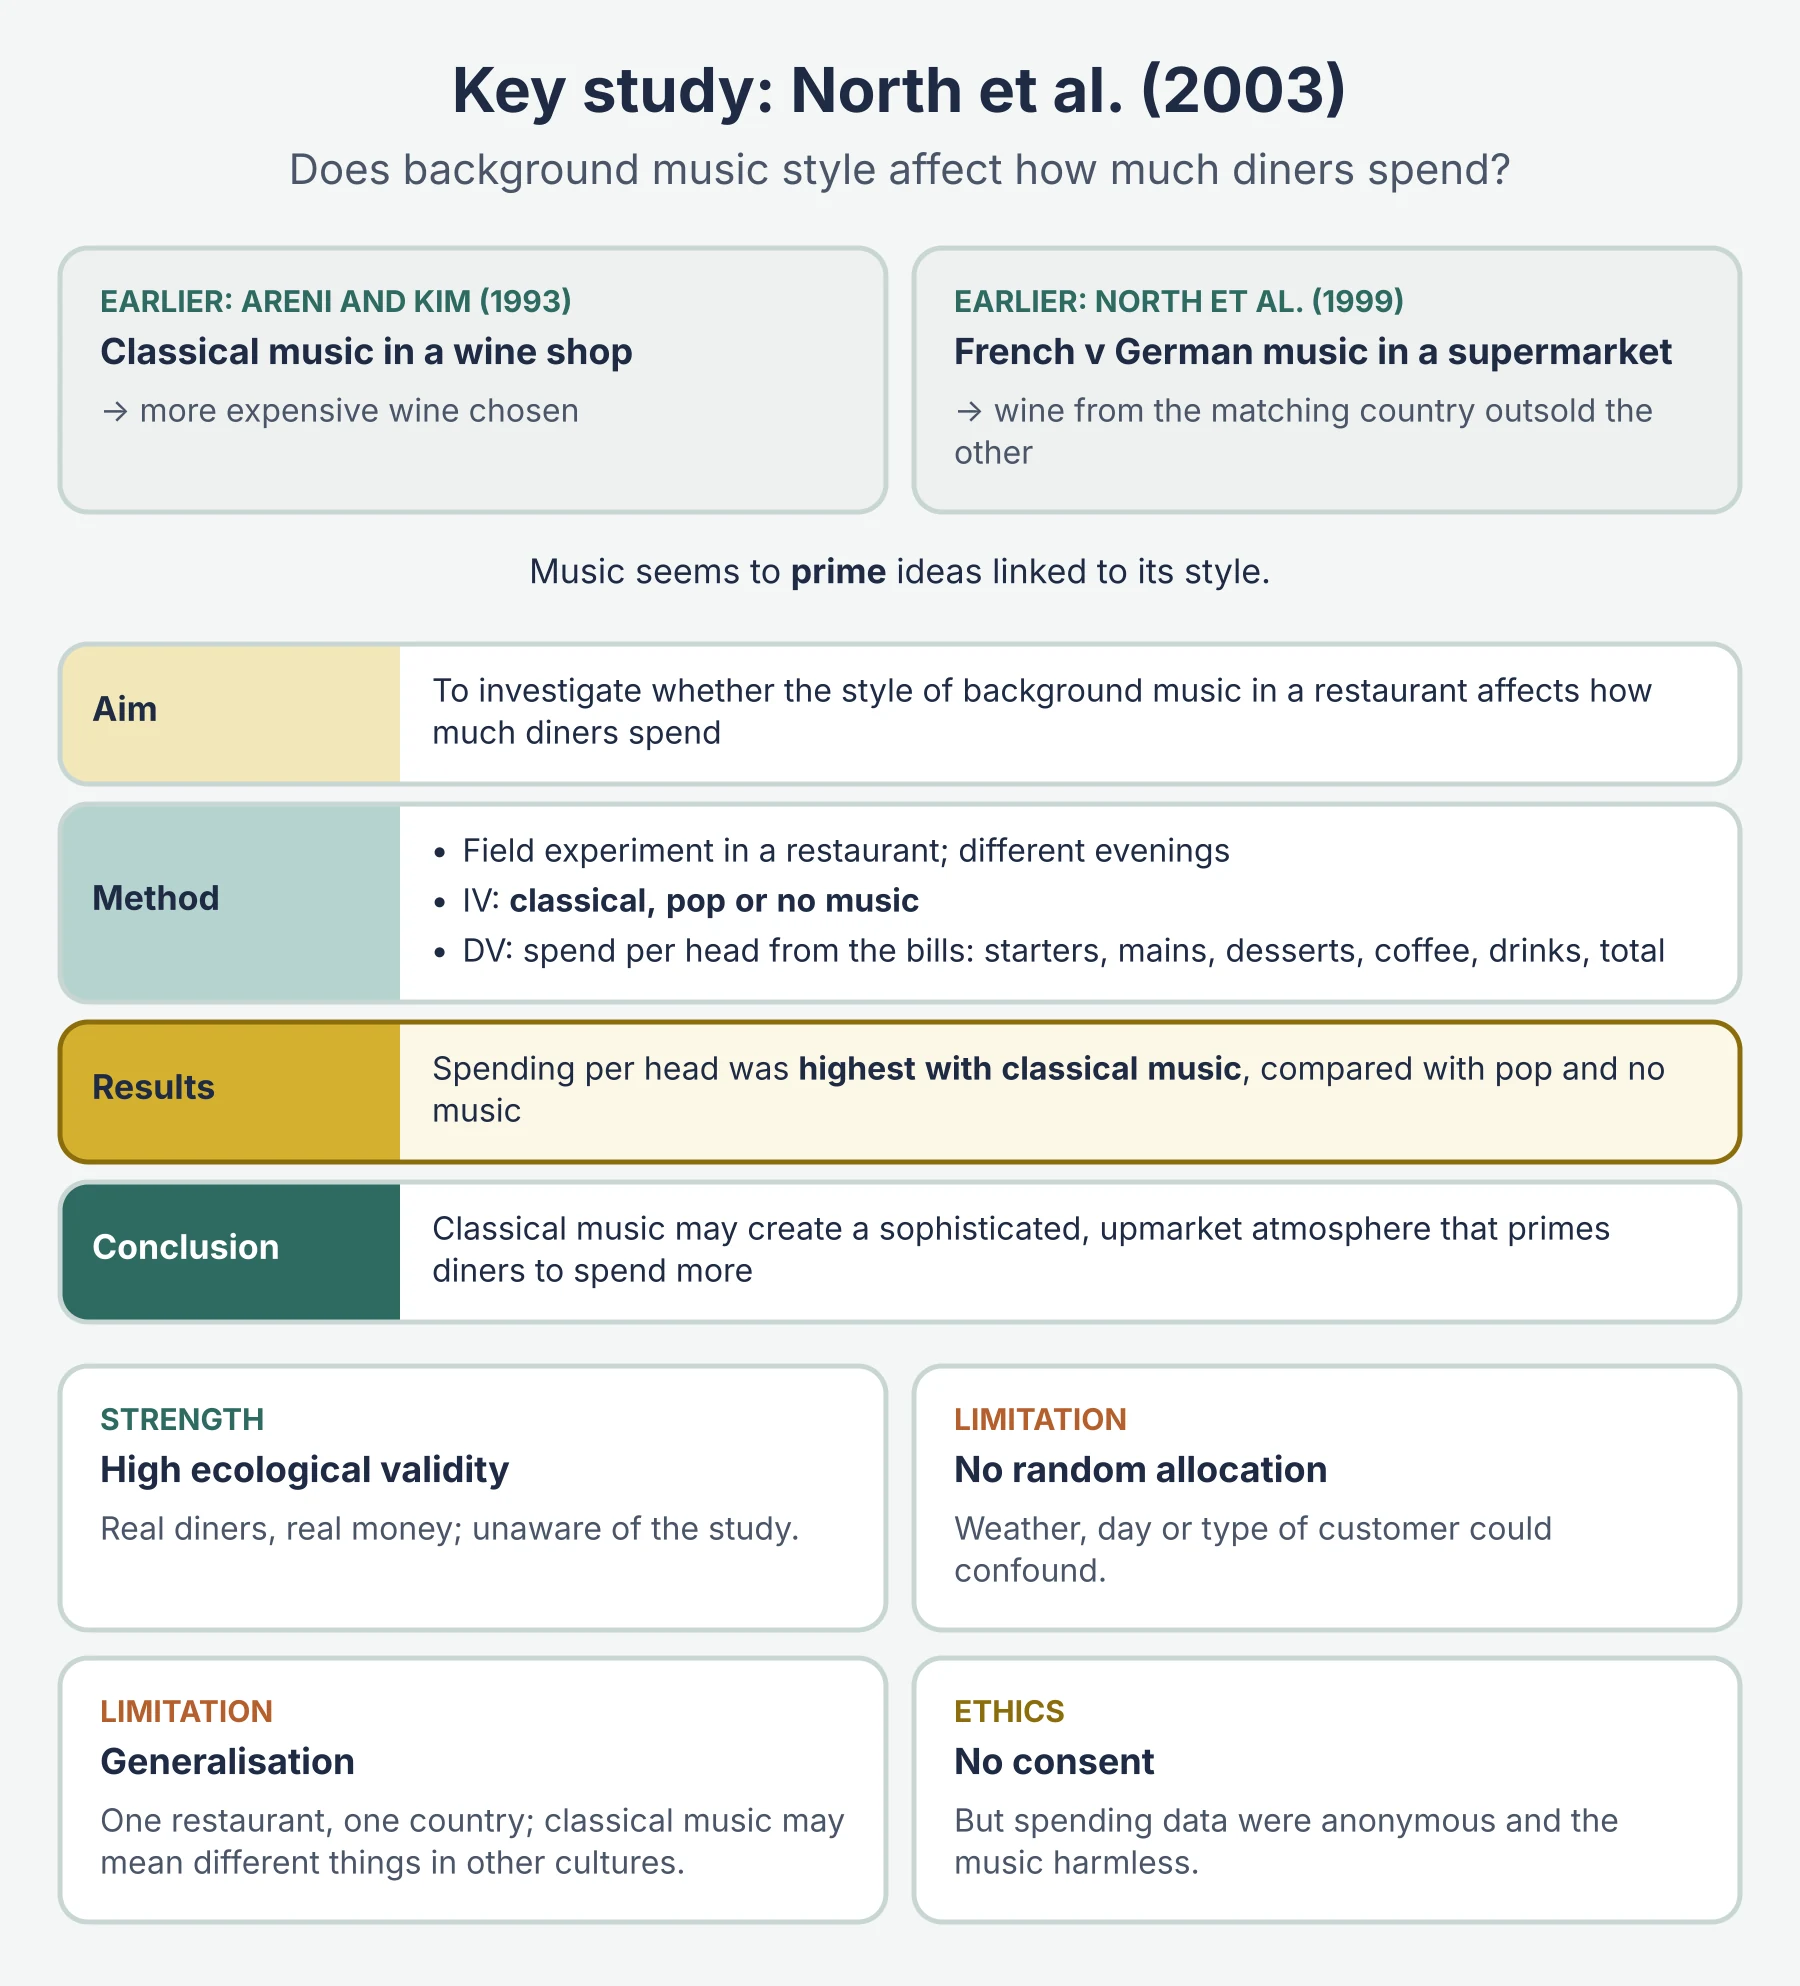 Key study: North et al. (2003)
Does background music style affect how much diners spend?
EARLIER: ARENI AND KIM (1993)
Classical music in a wine shop
→ more expensive wine chosen
EARLIER: NORTH ET AL. (1999)
French v German music in a supermarket
→ wine from the matching country outsold the
other
Music seems to prime ideas linked to its style.
Aim
To investigate whether the style of background music in a restaurant affects how
much diners spend
Method
• Field experiment in a restaurant; different evenings
• IV: classical, pop or no music
• DV: spend per head from the bills: starters, mains, desserts, coffee, drinks, total
Results
Spending per head was highest with classical music, compared with pop and no
music
Conclusion
Classical music may create a sophisticated, upmarket atmosphere that primes
diners to spend more
STRENGTH
High ecological validity
Real diners, real money; unaware of the study.
LIMITATION
No random allocation
Weather, day or type of customer could
confound.
LIMITATION
Generalisation
One restaurant, one country; classical music may
mean different things in other cultures.
ETHICS
No consent
But spending data were anonymous and the
music harmless.